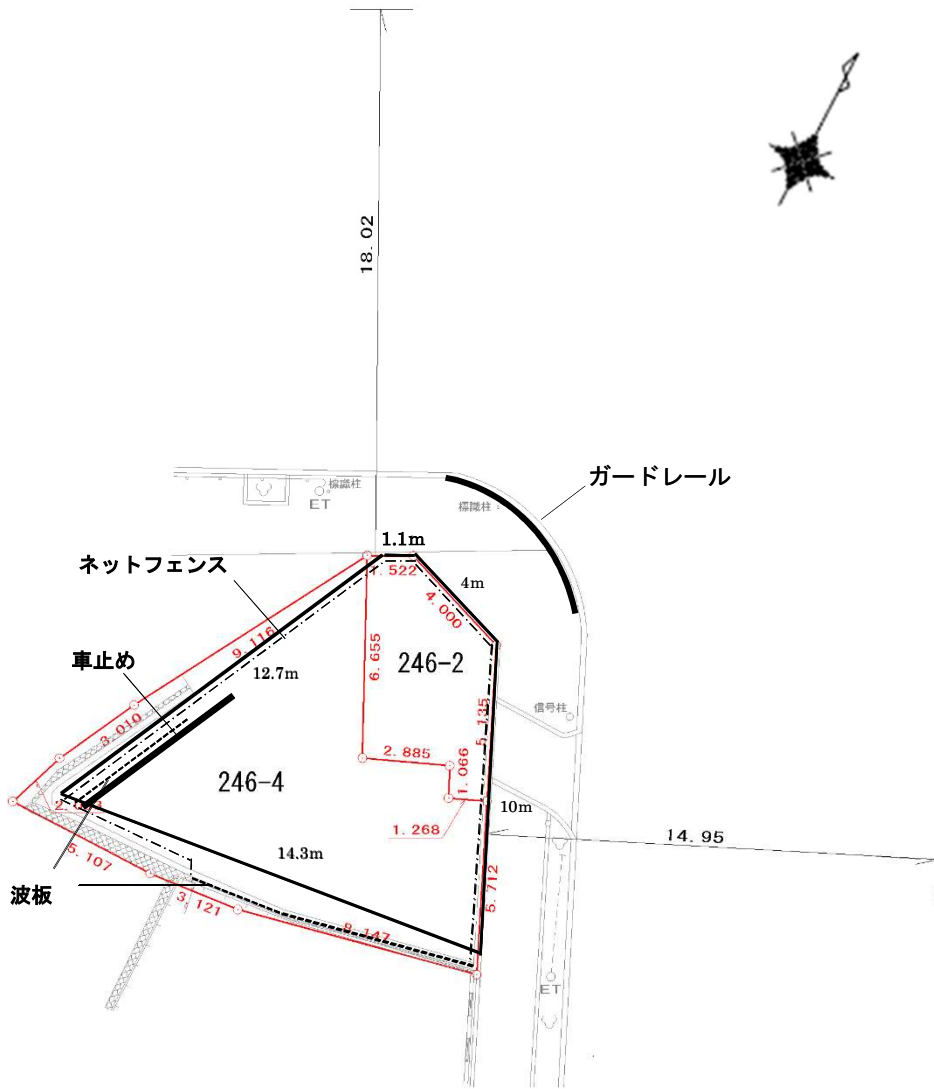 18.02
ガードレール
標識柱
ET
標識柱
1.1m
ネットフェンス
1.522
4m
4.000
9.116
6.655
246-2
車止め
12.7m
5.135
信号柱
3.010
2.885
1.066
246-4
10m
1.268
14.95
14.3m
5.107
5.712
波板
3.121
8.147
ET